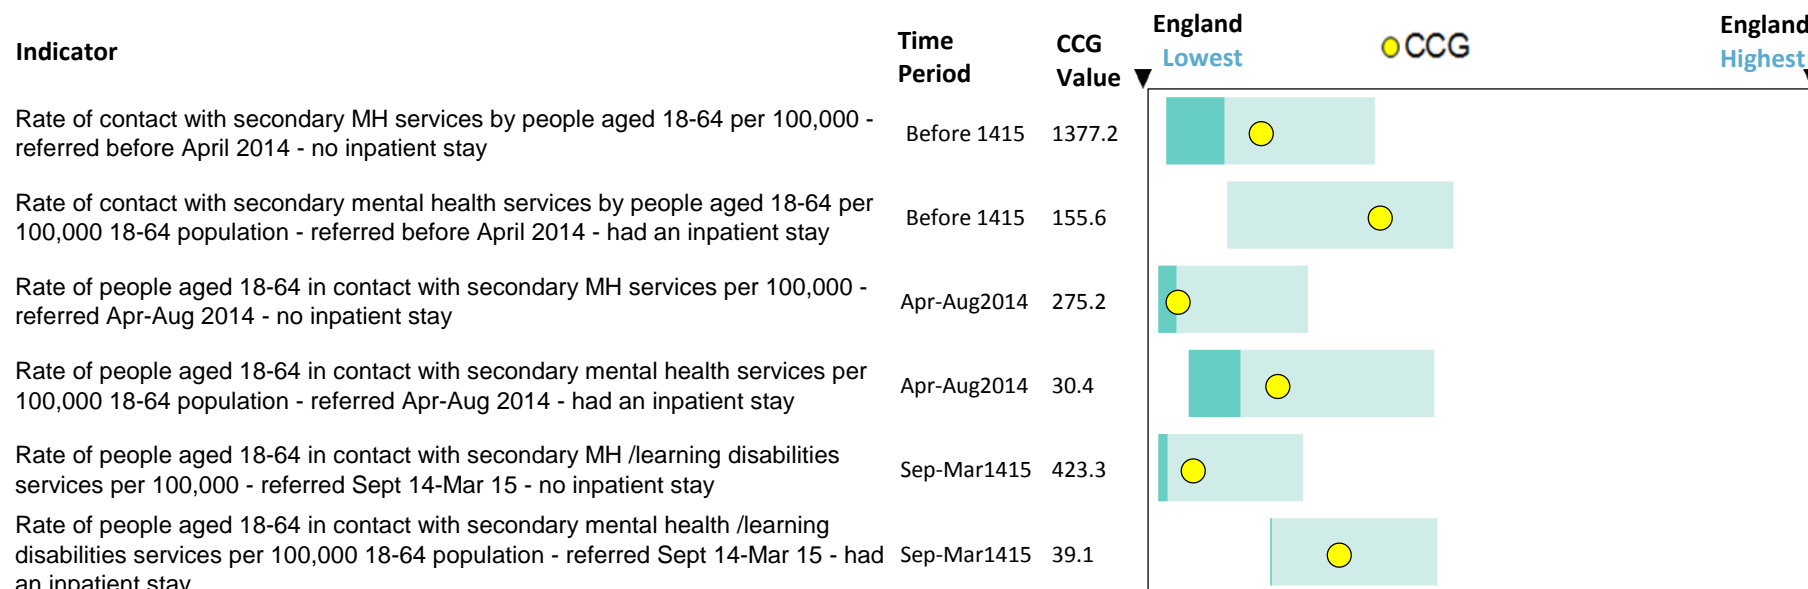 Indicator
Time Period
CCG Value
England Lowest
CCG
England Highest
Rate of contact with secondary MH services by people aged 18-64 per 100,000 -
referred before April 2014 - no inpatient stay
Before 1415
1377.2
Rate of contact with secondary mental health services by people aged 18-64 per
100,000 18-64 population - referred before April 2014 - had an inpatient stay
Before 1415
155.6
Rate of people aged 18-64 in contact with secondary MH services per 100,000 -
referred Apr-Aug 2014 - no inpatient stay
Apr-Aug2014
275.2
Rate of people aged 18-64 in contact with secondary mental health services per
100,000 18-64 population - referred Apr-Aug 2014 - had an inpatient stay
Apr-Aug2014
30.4
Rate of people aged 18-64 in contact with secondary MH /learning disabilities
services per 100,000 - referred Sept 14-Mar 15 - no inpatient stay
Sep-Mar1415
423.3
Rate of people aged 18-64 in contact with secondary mental health /learning
disabilities services per 100,000 18-64 population - referred Sept 14-Mar 15 - had
an inpatient stay
Sep-Mar1415
39.1